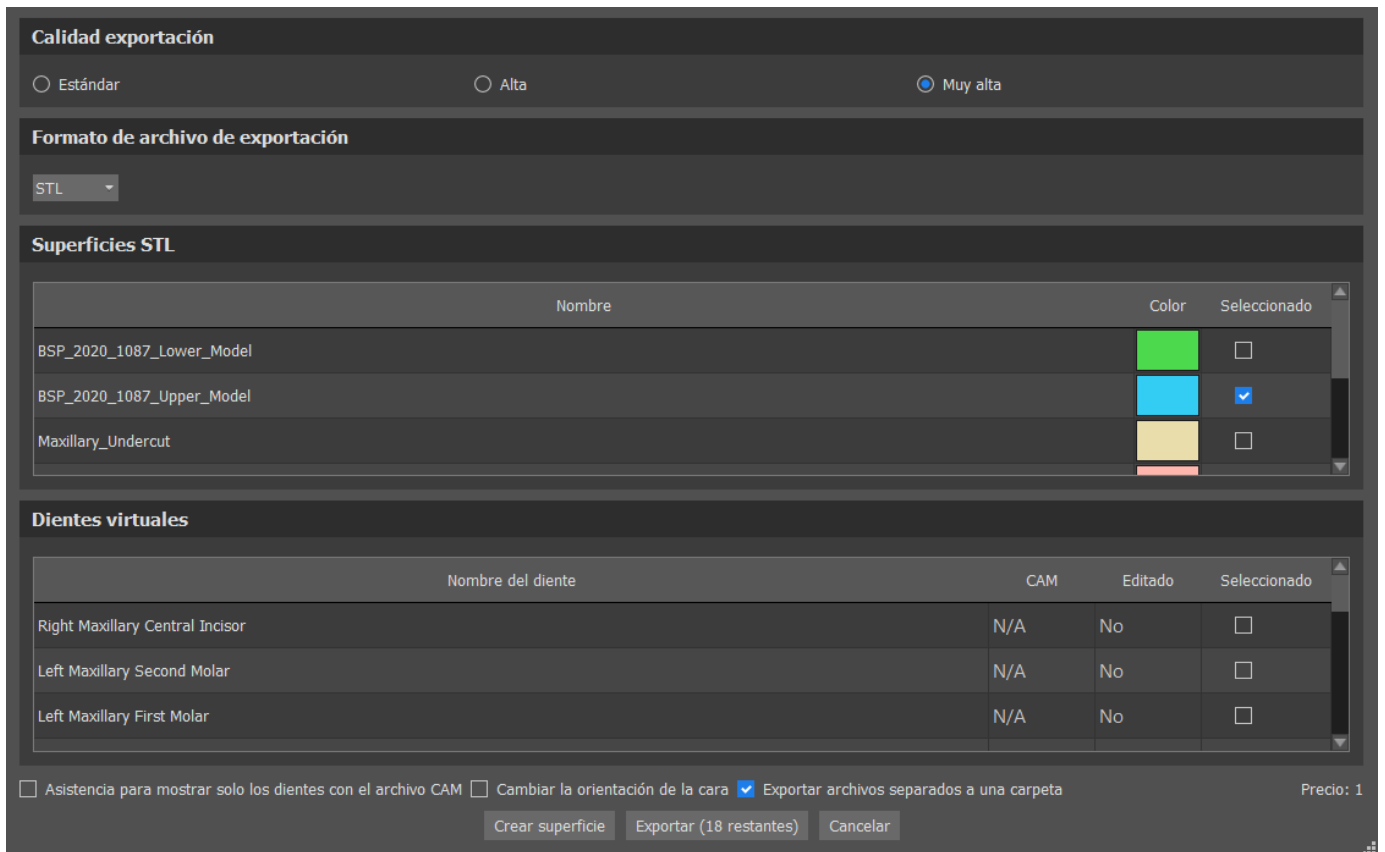 Calidad exportación
Estándar Alta Muy alta
Formato de archivo de exportación
STL
Superficies STL
Nombre Color Seleccionado
BSP_2020_1087_Lower_Model
BSP_2020_1087_Upper_Model
Maxillary_Undercut
Dientes virtuales
Nombre del diente CAM Editado Seleccionado
Right Maxillary Central Incisor N/A No
Left Maxillary Second Molar N/A No
Left Maxillary First Molar N/A No
Asistencia para mostrar solo los dientes con el archivo CAM Cambiar la orientación de la cara Exportar archivos separados a una carpeta Precio: 1
Crear superficie Exportar (18 restantes) Cancelar